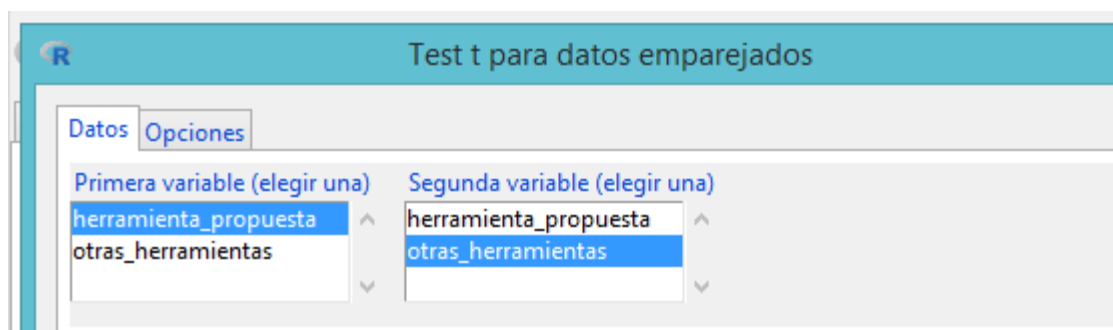 R
Test t para datos emparejados
Datos Opciones
Primera variable (elegir una) Segunda variable (elegir una)
herramienta_propuesta herramienta_propuesta
otras_herramientas otras_herramientas